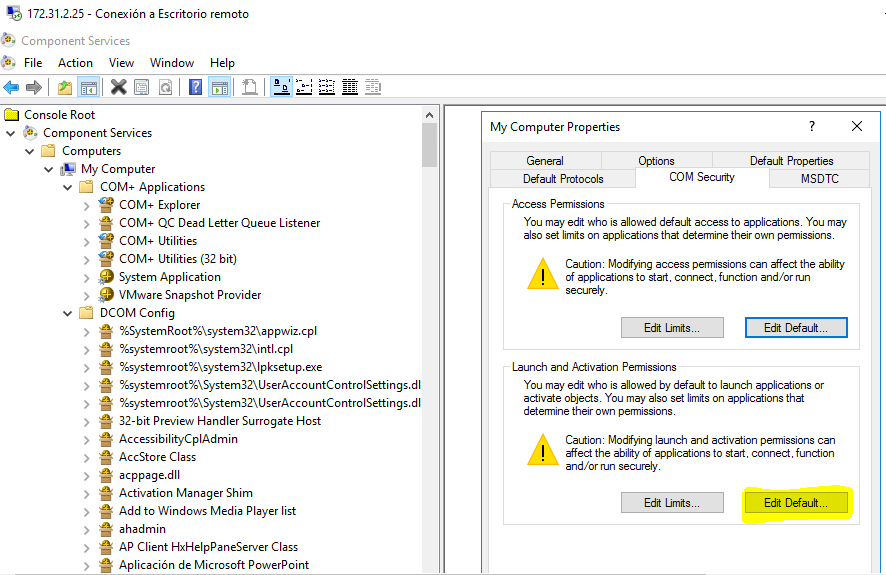 172.31.2.25 - Conexión a Escritorio remoto
Component Services
File Action View Window Help
Console Root
Component Services
Computers
My Computer
COM+ Applications
COM+ Explorer
COM+ QC Dead Letter Queue Listener
COM+ Utilities
COM+ Utilities (32 bit)
System Application
VMware Snapshot Provider
DCOM Config
%SystemRoot%\system32\appwiz.cpl
%systemroot%\system32\intl.cpl
%systemroot%\system32\lpksetup.exe
%systemroot%\System32\UserAccountControlSettings.dl
%systemroot%\System32\UserAccountControlSettings.dl
32-bit Preview Handler Surrogate Host
AccessibilityCplAdmin
AccStore Class
acppage.dll
Activation Manager Shim
Add to Windows Media Player list
ahadmin
AP Client HxHelpPaneServer Class
Aplicación de Microsoft PowerPoint
My Computer Properties
?
General Options Default Properties
Default Protocols COM Security MSDTC
Access Permissions
You may edit who is allowed default access to applications. You may
also set limits on applications that determine their own permissions.
Caution: Modifying access permissions can affect the ability
of applications to start, connect, function and/or run
securely.
Edit Limits... Edit Default...
Launch and Activation Permissions
You may edit who is allowed by default to launch applications or
activate objects. You may also set limits on applications that
determine their own permissions.
Caution: Modifying launch and activation permissions can
affect the ability of applications to start, connect, function
and/or run securely.
Edit Limits... Edit Default...